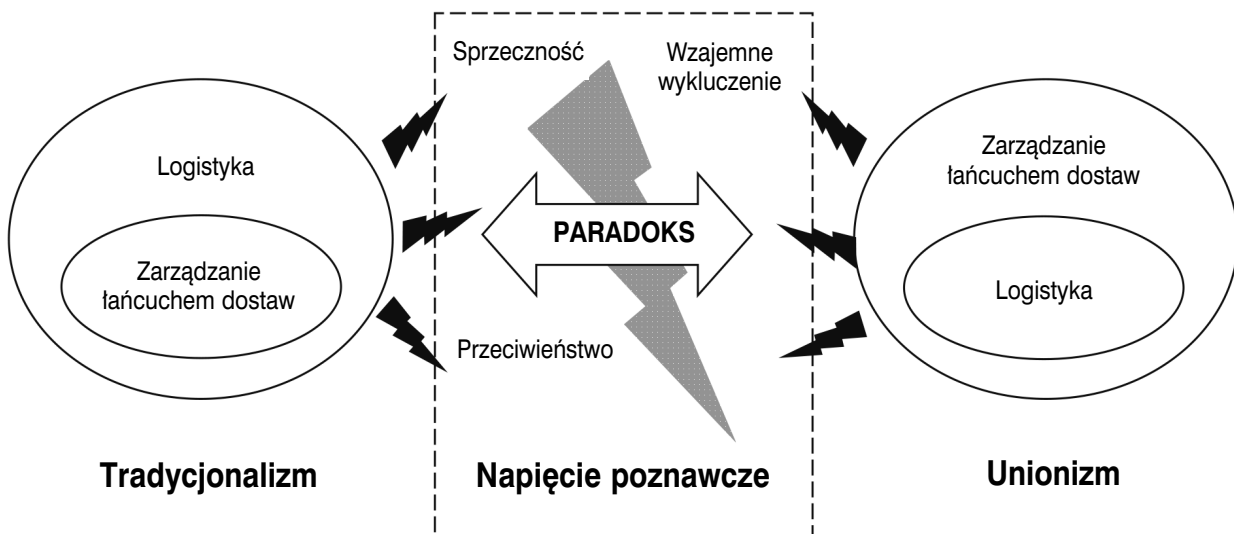 Sprzeczność
Wzajemne
wykluczenie
Logistyka
Zarządzanie
łańcuchem dostaw
PARADOKS
Zarządzanie
łańcuchem dostaw
Logistyka
Przeciwieństwo
Tradycjonalizm
Napięcie poznawcze
Unionizm